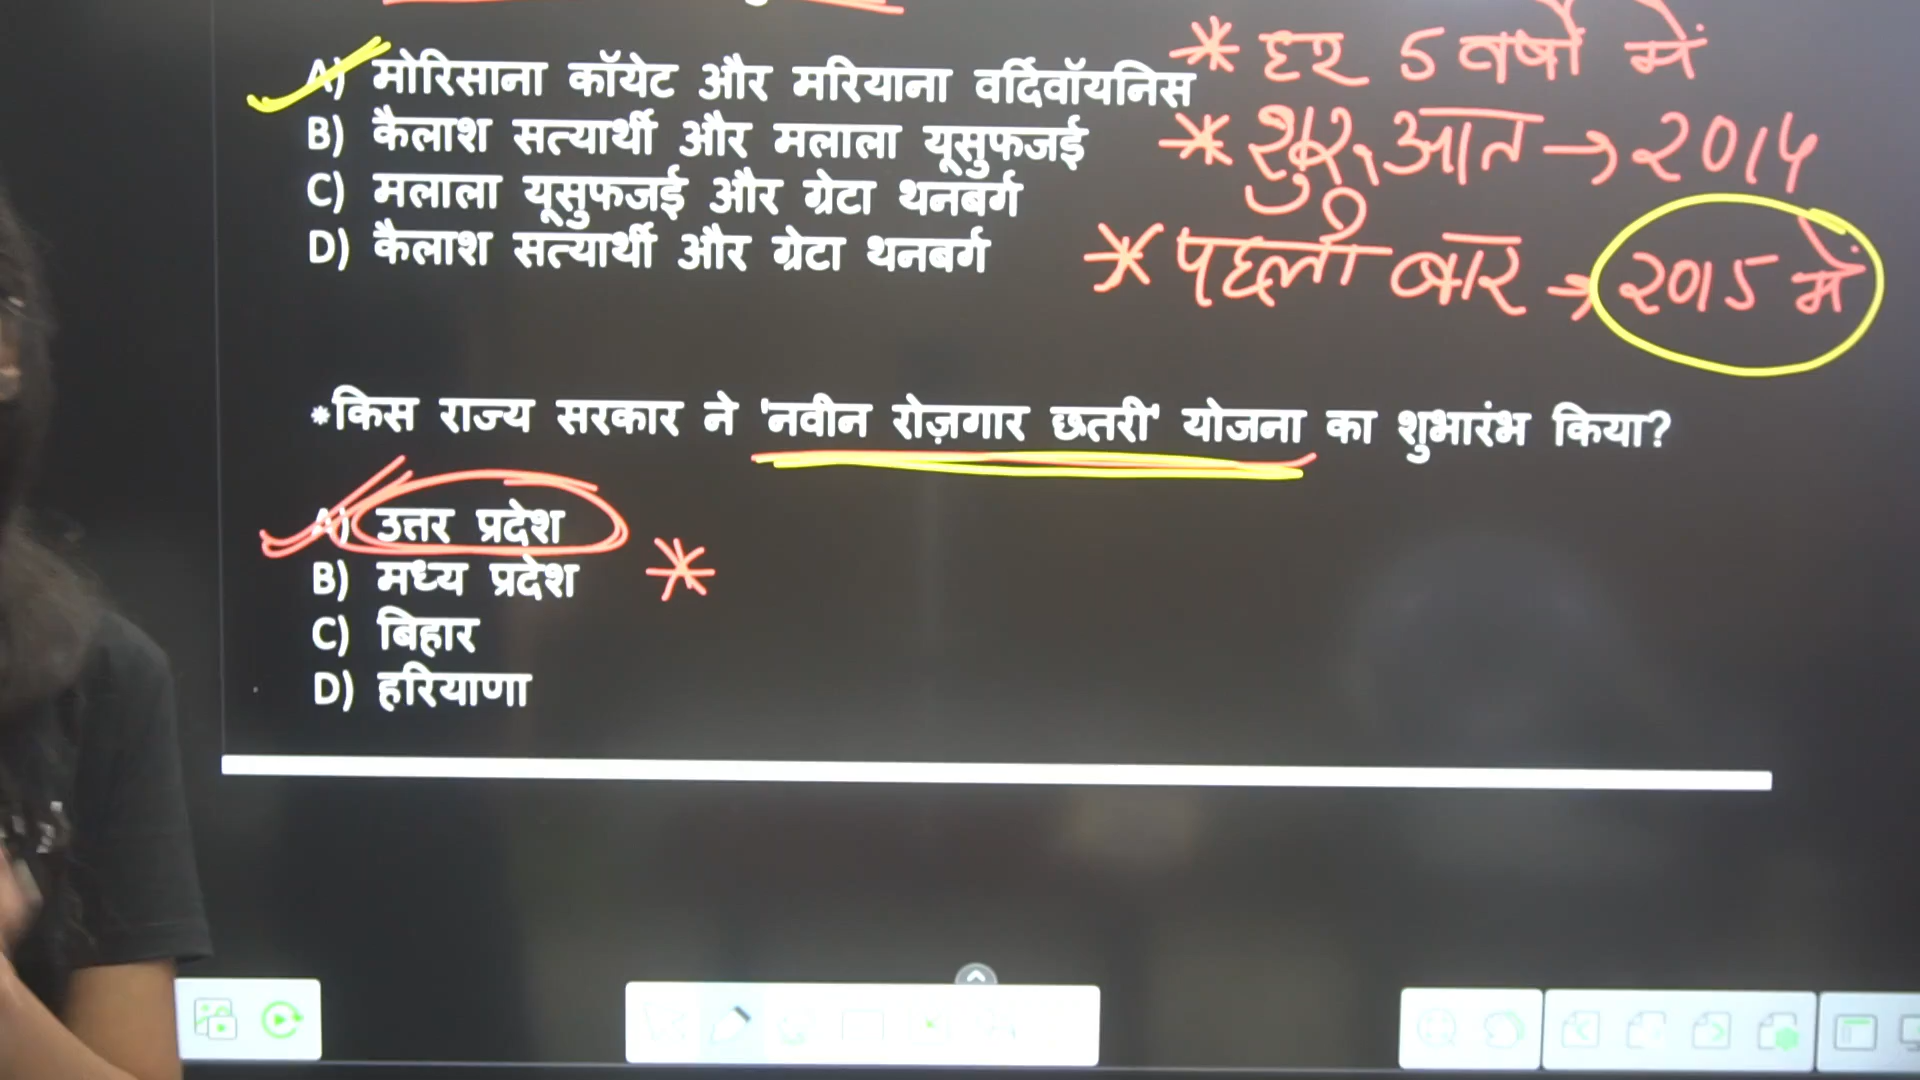 A) मोरिसाना कॉयेट और मरियाना वर्दिवॉयनिस
B) कैलाश सत्यार्थी और मलाला यूसुफजई
C) मलाला यूसुफजई और ग्रेटा थनबर्ग
D) कैलाश सत्यार्थी और ग्रेटा थनबर्ग
* हर 5 वर्षों में
* शुरुआत → 2014
* पहली बार → 2015 में
*किस राज्य सरकार ने 'नवीन रोज़गार छतरी' योजना का शुभारंभ किया?
A) उत्तर प्रदेश
B) मध्य प्रदेश *
C) बिहार
D) हरियाणा